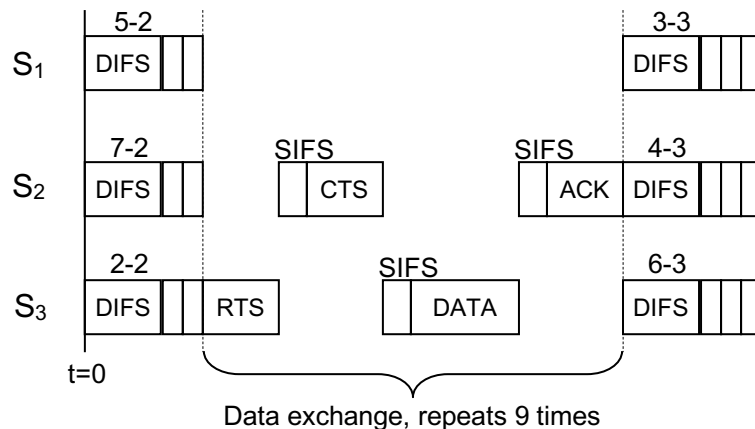 5-2 3-3
S1 DIFS DIFS
7-2 SIFS SIFS 4-3
S2 DIFS CTS ACK DIFS
2-2 SIFS 6-3
S3 DIFS RTS DATA DIFS
t=0
Data exchange, repeats 9 times